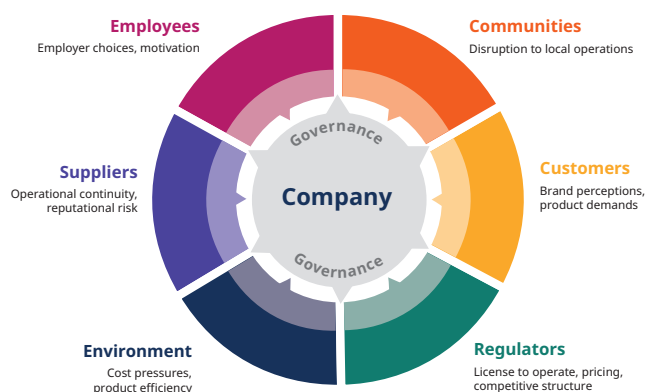 Employees
Employer choices, motivation
Communities
Disruption to local operations
Governance
Suppliers
Operational continuity,
reputational risk
Company
Customers
Brand perceptions,
product demands
Governance
Environment
Cost pressures,
product efficiency
Regulators
License to operate, pricing,
competitive structure